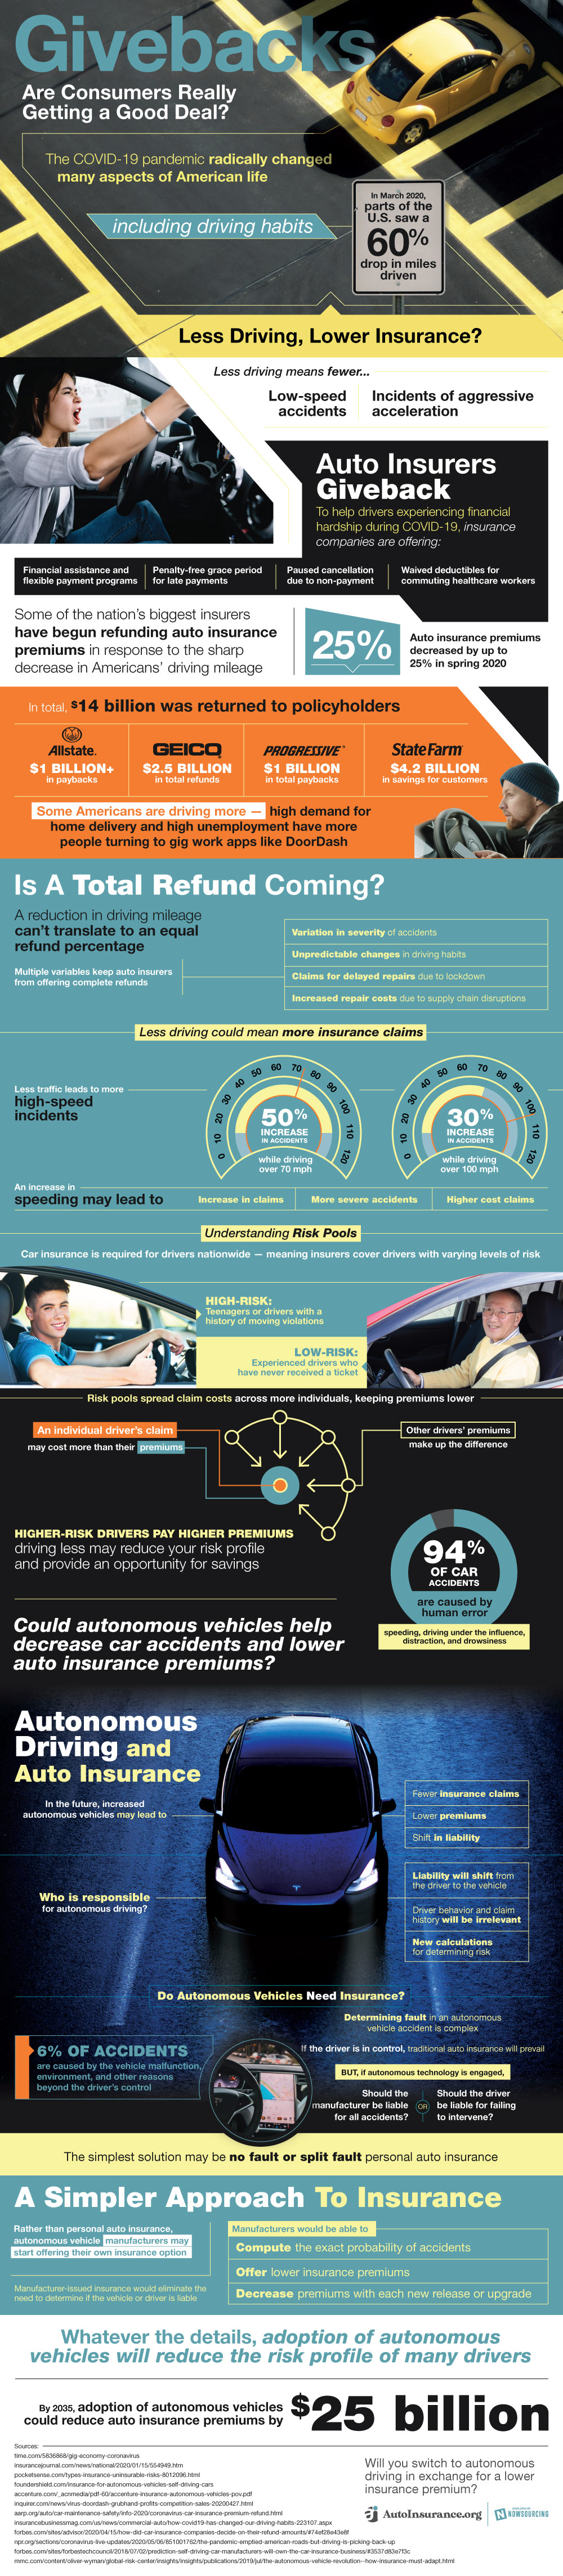 Givebacks
Are Consumers Really
Getting a Good Deal?
The COVID-19 pandemic radically changed
many aspects of American life
including driving habits
In March 2020,
parts of the
U.S. saw a
60%
drop in miles
driven
Less Driving, Lower Insurance?
Less driving means fewer...
Low-speed
accidents
Incidents of aggressive
acceleration
Auto Insurers
Giveback
To help drivers experiencing financial
hardship during COVID-19, insurance
companies are offering:
Financial assistance and
flexible payment programs
Penalty-free grace period
for late payments
Paused cancellation
due to non-payment
Waived deductibles for
commuting healthcare workers
Some of the nation's biggest insurers
have begun refunding auto insurance
premiums in response to the sharp
decrease in Americans' driving mileage
25%
Auto insurance premiums
decreased by up to
25% in spring 2020
In total, $14 billion was returned to policyholders
Allstate.
$1 BILLION+
in paybacks
GEICO
$2.5 BILLION
in total refunds
PROGRESSIVE
$1 BILLION
in total paybacks
State Farm
$4.2 BILLION
in savings for customers
Some Americans are driving more — high demand for
home delivery and high unemployment have more
people turning to gig work apps like DoorDash
Is A Total Refund Coming?
A reduction in driving mileage
can't translate to an equal
refund percentage
Multiple variables keep auto insurers
from offering complete refunds
Variation in severity of accidents
Unpredictable changes in driving habits
Claims for delayed repairs due to lockdown
Increased repair costs due to supply chain disruptions
Less driving could mean more insurance claims
Less traffic leads to more
high-speed
incidents
0 10 20 30 40 50 60 70 80 90 100 110 120
50%
INCREASE
IN ACCIDENTS
while driving
over 70 mph
0 10 20 30 40 50 60 70 80 90 100 110 120
30%
INCREASE
IN ACCIDENTS
while driving
over 100 mph
An increase in
speeding may lead to
Increase in claims
More severe accidents
Higher cost claims
Understanding Risk Pools
Car insurance is required for drivers nationwide — meaning insurers cover drivers with varying levels of risk
HIGH-RISK:
Teenagers or drivers with a
history of moving violations
LOW-RISK:
Experienced drivers who
have never received a ticket
Risk pools spread claim costs across more individuals, keeping premiums lower
An individual driver's claim
may cost more than their premiums
Other drivers' premiums
make up the difference
HIGHER-RISK DRIVERS PAY HIGHER PREMIUMS
driving less may reduce your risk profile
and provide an opportunity for savings
94%
OF CAR
ACCIDENTS
are caused by
human error
speeding, driving under the influence,
distraction, and drowsiness
Could autonomous vehicles help
decrease car accidents and lower
auto insurance premiums?
Autonomous
Driving and
Auto Insurance
In the future, increased
autonomous vehicles may lead to
Fewer insurance claims
Lower premiums
Shift in liability
Who is responsible
for autonomous driving?
Liability will shift from
the driver to the vehicle
Driver behavior and claim
history will be irrelevant
New calculations
for determining risk
Do Autonomous Vehicles Need Insurance?
6% OF ACCIDENTS
are caused by the vehicle malfunction,
environment, and other reasons
beyond the driver's control
Determining fault in an autonomous
vehicle accident is complex
If the driver is in control, traditional auto insurance will prevail
BUT, if autonomous technology is engaged,
Should the
manufacturer be liable
for all accidents?
OR
Should the driver
be liable for failing
to intervene?
The simplest solution may be no fault or split fault personal auto insurance
A Simpler Approach To Insurance
Rather than personal auto insurance,
autonomous vehicle manufacturers may
start offering their own insurance option
Manufacturer-issued insurance would eliminate the
need to determine if the vehicle or driver is liable
Manufacturers would be able to
Compute the exact probability of accidents
Offer lower insurance premiums
Decrease premiums with each new release or upgrade
Whatever the details, adoption of autonomous
vehicles will reduce the risk profile of many drivers
By 2035, adoption of autonomous vehicles
could reduce auto insurance premiums by
$25 billion
Sources:
time.com/5836868/gig-economy-coronavirus
insurancejournal.com/news/national/2020/01/15/554949.htm
pocketsense.com/types-insurance-uninsurable-risks-8012096.html
foundershield.com/insurance-for-autonomous-vehicles-self-driving-cars
accenture.com/_acnmedia/pdf-60/accenture-insurance-autonomous-vehicles-pov.pdf
inquirer.com/news/virus-doordash-grubhand-profits-competition-sales-20200427.html
aarp.org/auto/car-maintenance-safety/info-2020/coronavirus-car-insurance-premium-refund.html
insurancebusinessmag.com/us/news/commercial-auto/how-covid19-has-changed-our-driving-habits-223107.aspx
forbes.com/sites/advisor/2020/04/15/how-did-car-insurance-companies-decide-on-their-refund-amounts/#74ef28e43e8f
npr.org/sections/coronavirus-live-updates/2020/05/06/851001762/the-pandemic-emptied-american-roads-but-driving-is-picking-back-up
forbes.com/sites/forbestechcouncil/2018/07/02/prediction-self-driving-car-manufacturers-will-own-the-car-insurance-business/#3537d83e7f3c
mmc.com/content/oliver-wyman/global-risk-center/insights/insights/publications/2019/jul/the-autonomous-vehicle-revolution--how-insurance-must-adapt.html
Will you switch to autonomous
driving in exchange for a lower
insurance premium?
AutoInsurance.org
NOWSOURCING